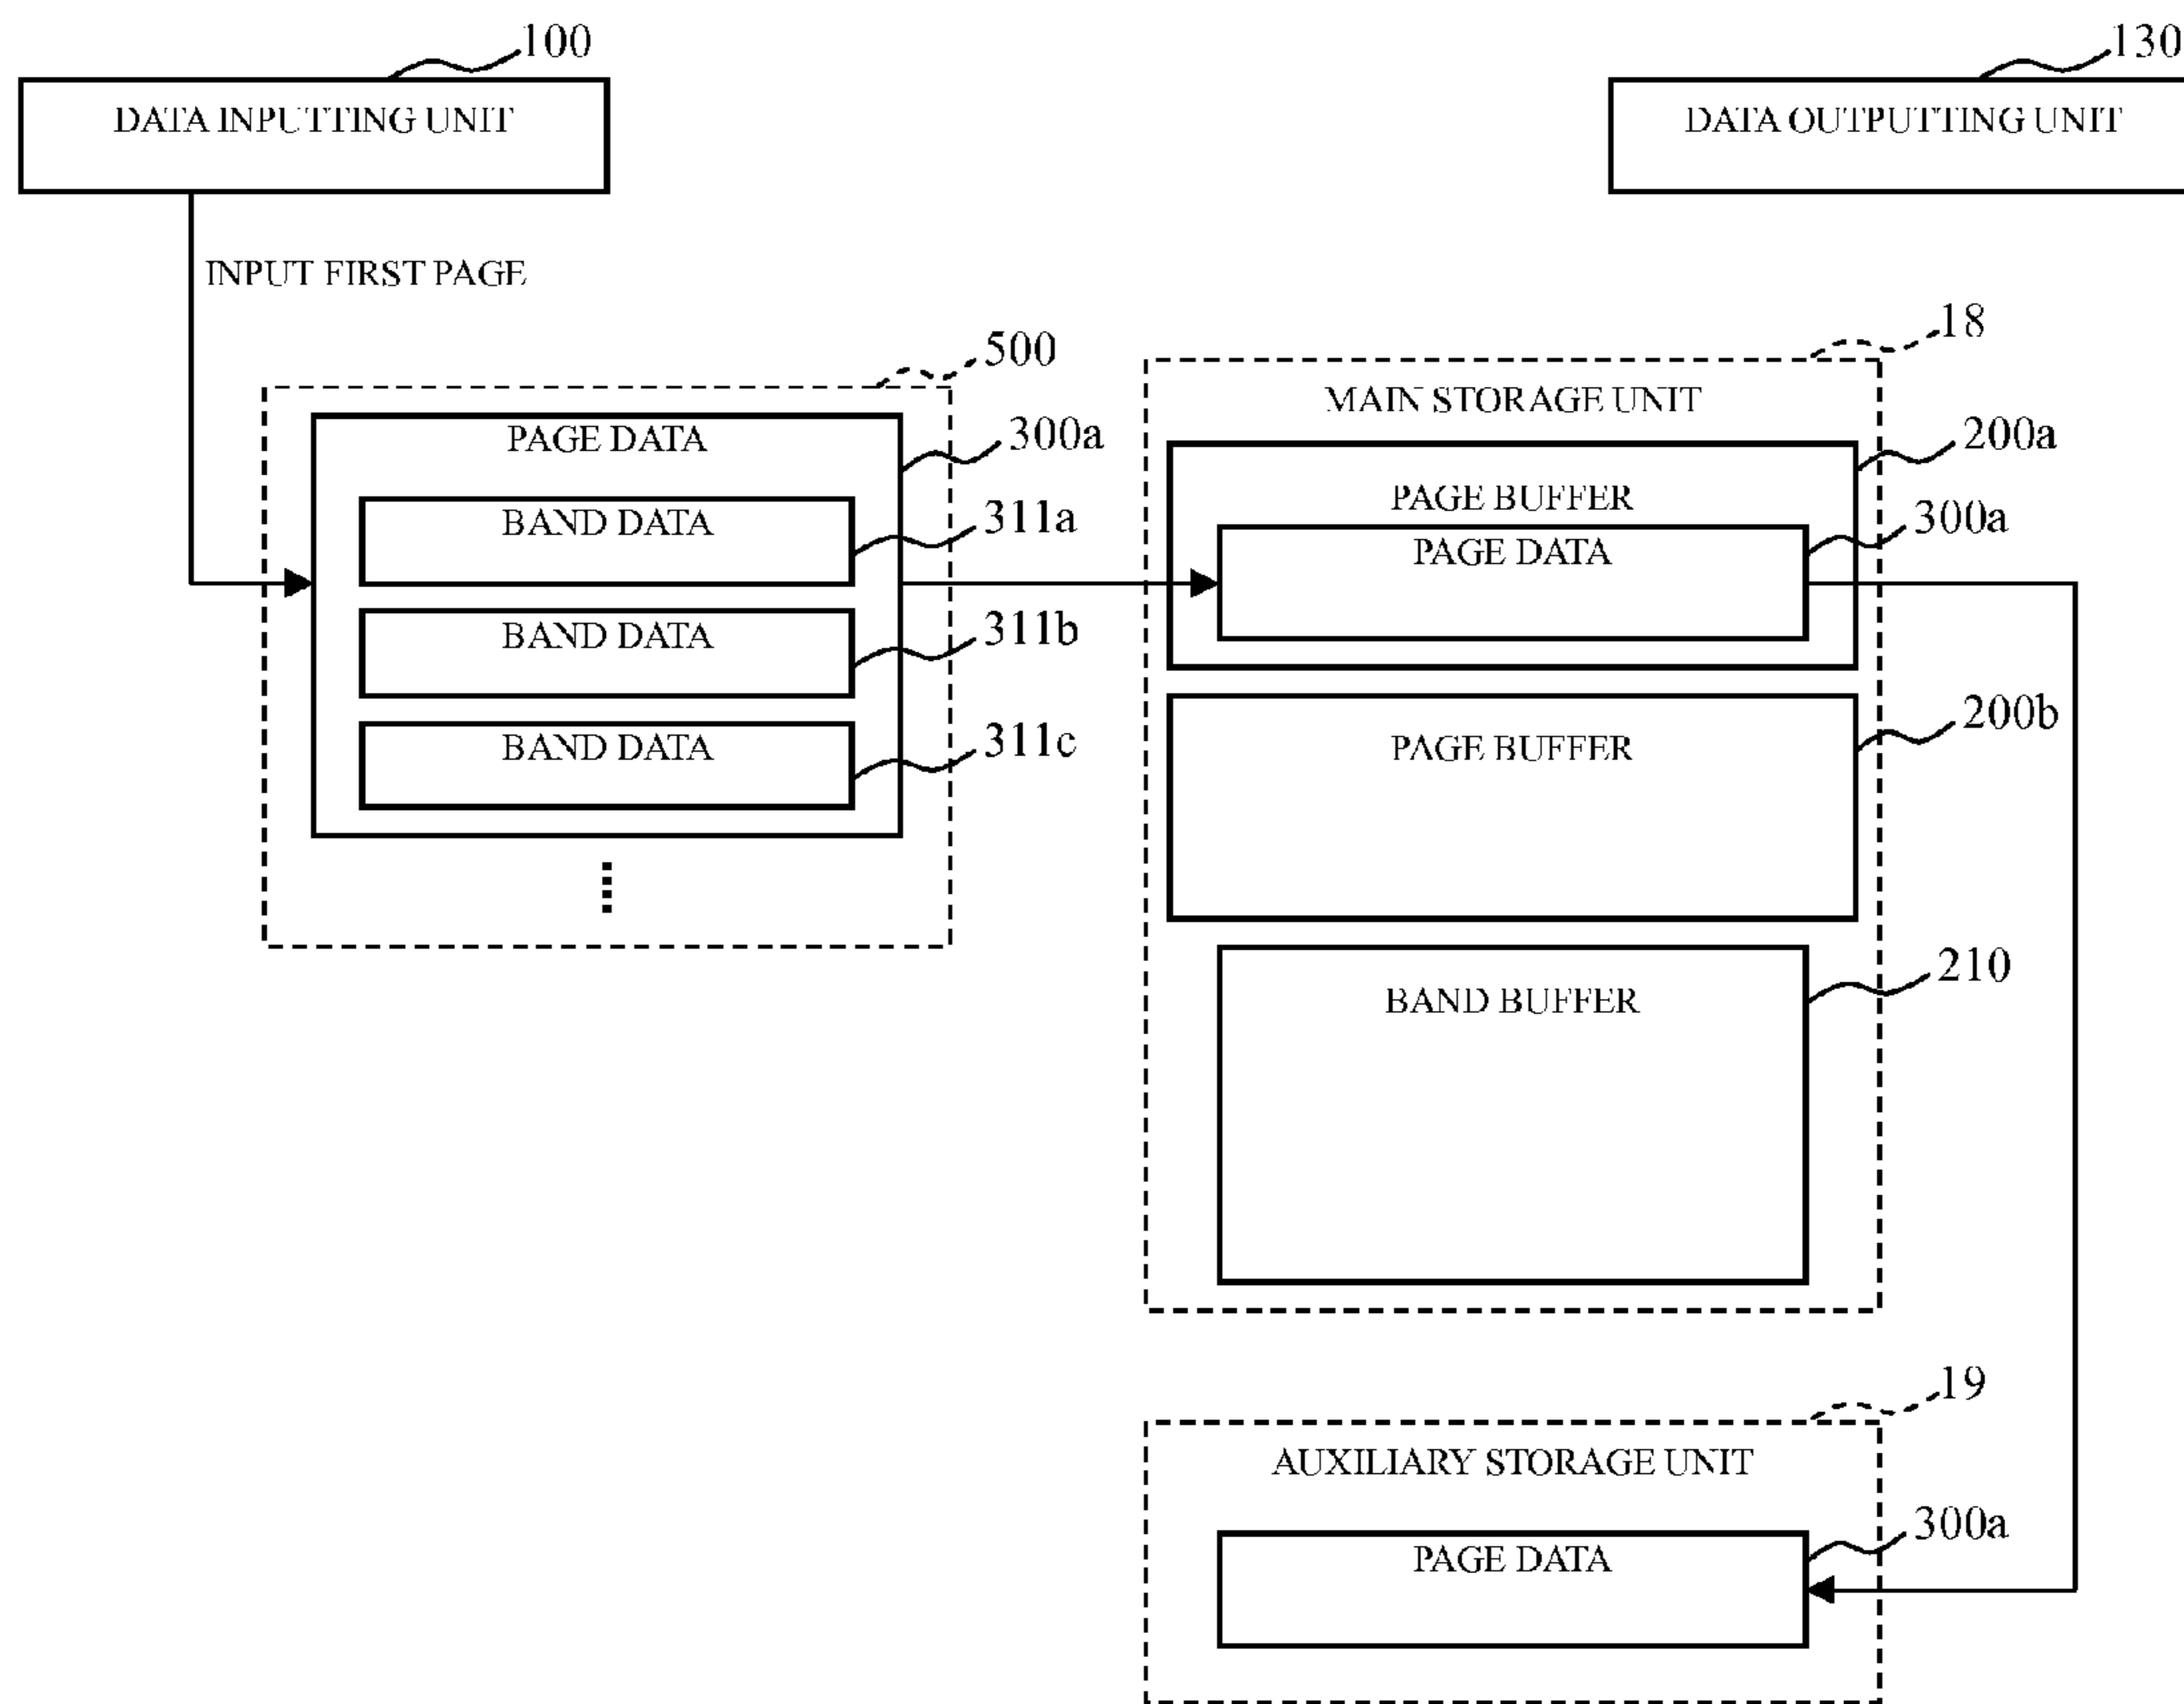 100
DATA INPUTTING UNIT
130
DATA OUTPUTTING UNIT
INPUT FIRST PAGE
500
PAGE DATA
300a
BAND DATA
311a
BAND DATA
311b
BAND DATA
311c
18
MAIN STORAGE UNIT
200a
PAGE BUFFER
300a
PAGE DATA
200b
PAGE BUFFER
210
BAND BUFFER
19
AUXILIARY STORAGE UNIT
300a
PAGE DATA